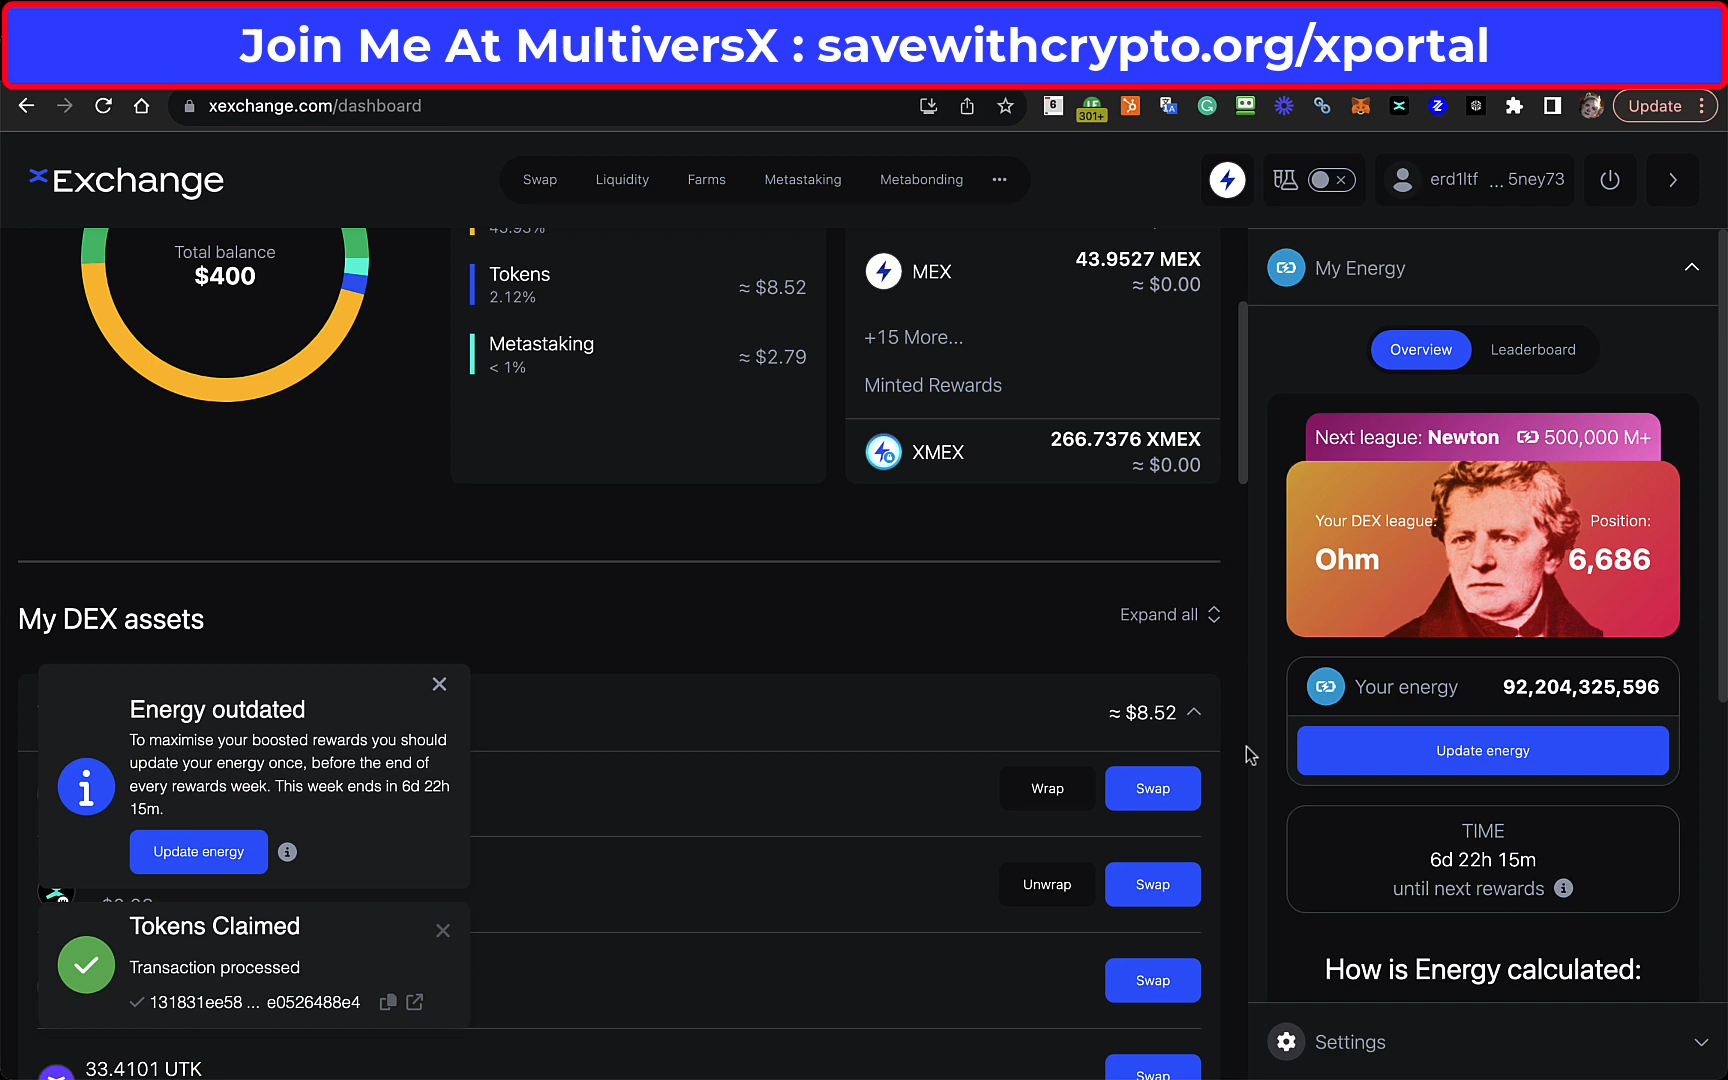 Join Me At MultiversX : savewithcrypto.org/xportal
xexchange.com/dashboard
6
301+
Update
Exchange
Swap
Liquidity
Farms
Metastaking
Metabonding
erd1ltf ... 5ney73
Total balance
$400
Tokens
2.12%
≈ $8.52
Metastaking
< 1%
≈ $2.79
MEX
43.9527 MEX
≈ $0.00
+15 More...
Minted Rewards
XMEX
266.7376 XMEX
≈ $0.00
My Energy
Overview
Leaderboard
Next league: Newton
500,000 M+
Your DEX league:
Position:
Ohm
6,686
Your energy
92,204,325,596
Update energy
TIME
6d 22h 15m
until next rewards
How is Energy calculated:
Settings
My DEX assets
Expand all
≈ $8.52
Wrap
Swap
Unwrap
Swap
Swap
33.4101 UTK
Swap
Energy outdated
To maximise your boosted rewards you should
update your energy once, before the end of
every rewards week. This week ends in 6d 22h
15m.
Update energy
Tokens Claimed
Transaction processed
131831ee58 ... e0526488e4